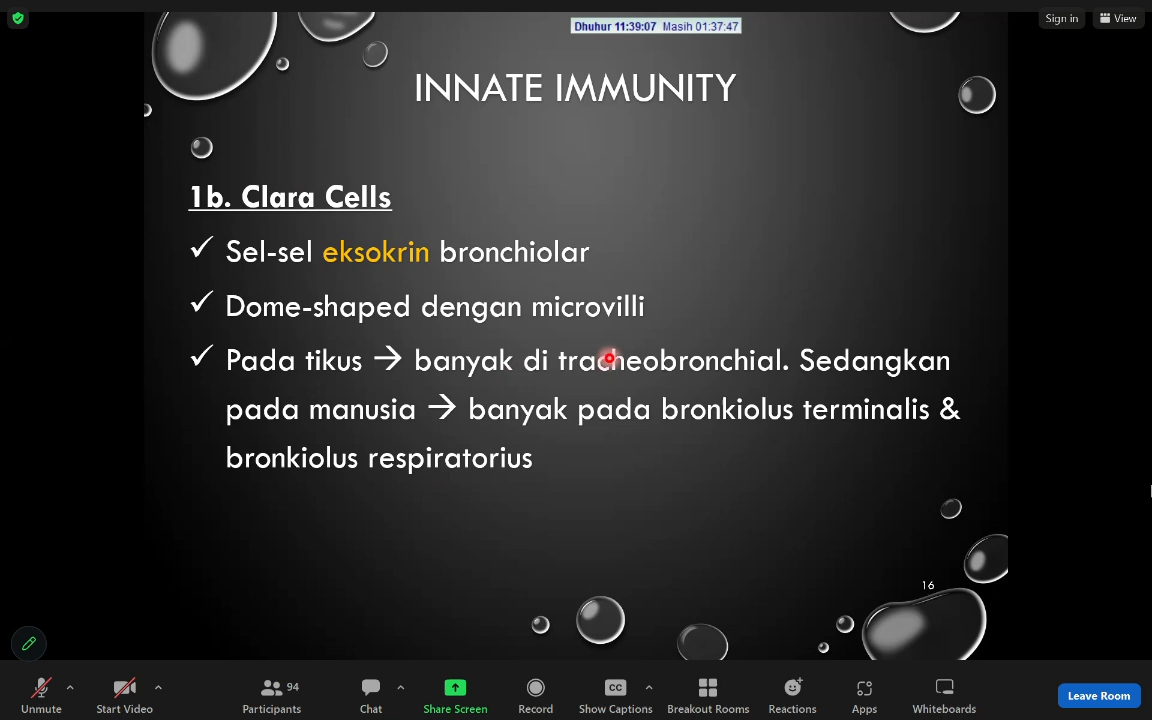 Dhuhur 11:39:07 Masih 01:37:47
Sign in
View
INNATE IMMUNITY
1b. Clara Cells
✓ Sel-sel eksokrin bronchiolar
✓ Dome-shaped dengan microvilli
✓ Pada tikus → banyak di tracheobronchial. Sedangkan
pada manusia → banyak pada bronkiolus terminalis &
bronkiolus respiratorius
16
94
CC
Unmute
Start Video
Participants
Chat
Share Screen
Record
Show Captions
Breakout Rooms
Reactions
Apps
Whiteboards
Leave Room